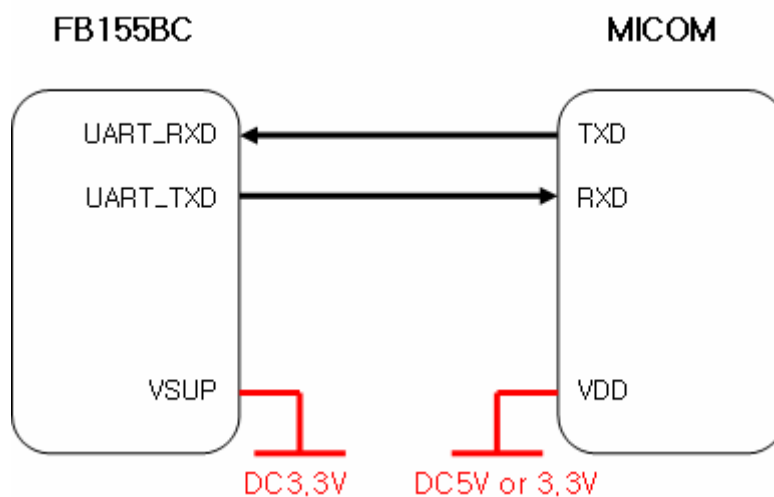 FB155BC
MICOM
UART_RXD
TXD
UART_TXD
RXD
VSUP
VDD
DC3,3V
DC5V or 3,3V